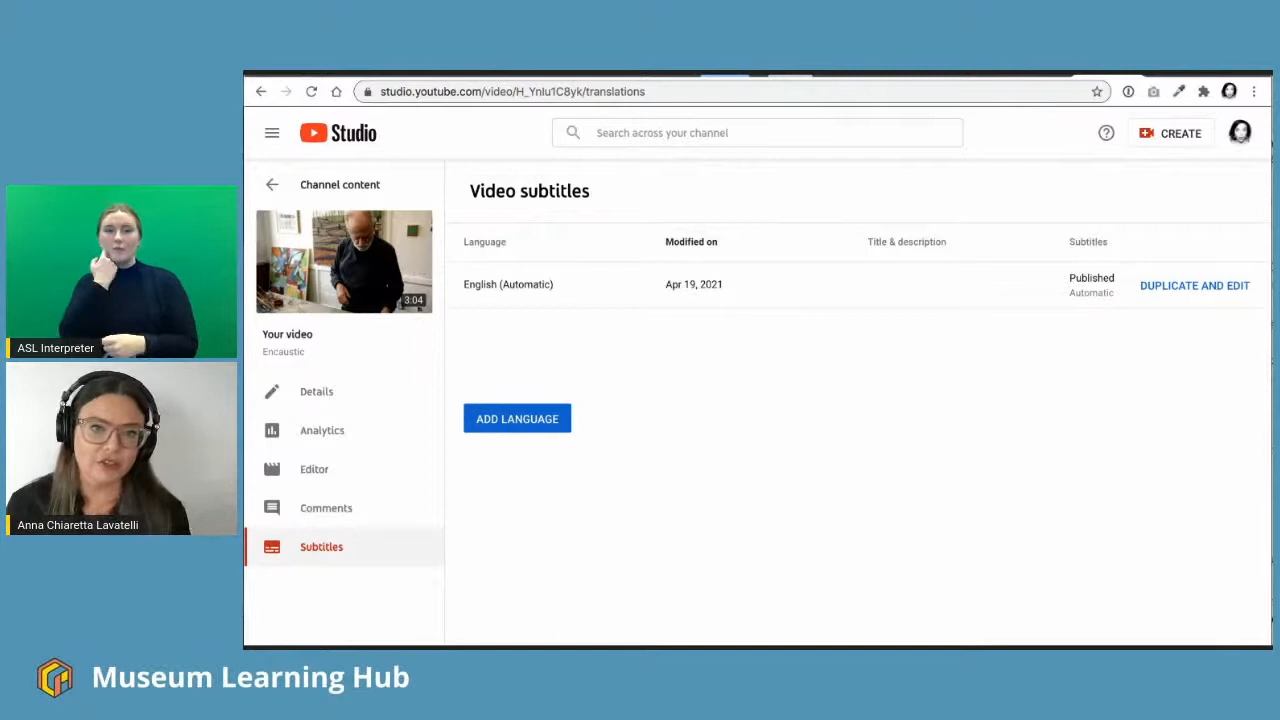 studio.youtube.com/video/H_YnIu1C8yk/translations
Studio
Search across your channel
CREATE
Channel content
Video subtitles
Language
Modified on
Title & description
Subtitles
English (Automatic)
Apr 19, 2021
Published
Automatic
DUPLICATE AND EDIT
3:04
Your video
Encaustic
Details
Analytics
Editor
Comments
Subtitles
ADD LANGUAGE
ASL Interpreter
Anna Chiaretta Lavatelli
Museum Learning Hub